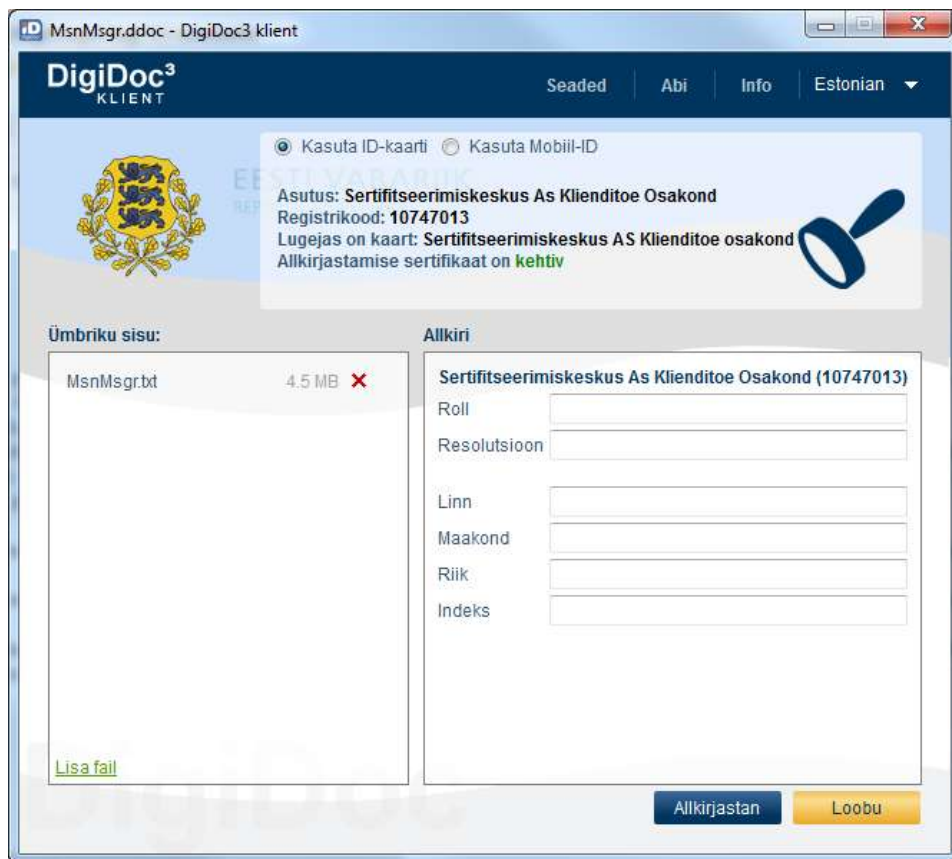 MsnMsgr.ddoc - DigiDoc3 klient
DigiDoc³
KLIENT
Seaded
Abi
Info
Estonian
Kasuta ID-kaarti
Kasuta Mobiil-ID
EESTI VABARIIK
Asutus: Sertifitseerimiskeskus As Klienditoe Osakond
Registrikood: 10747013
Lugejas on kaart: Sertifitseerimiskeskus AS Klienditoe osakond
Allkirjastamise sertifikaat on kehtiv
Ümbriku sisu:
Allkiri
MsnMsgr.txt 4.5 MB
Sertifitseerimiskeskus As Klienditoe Osakond (10747013)
Roll
Resolutsioon
Linn
Maakond
Riik
Indeks
Lisa fail
DigiDoc
Allkirjastan
Loobu